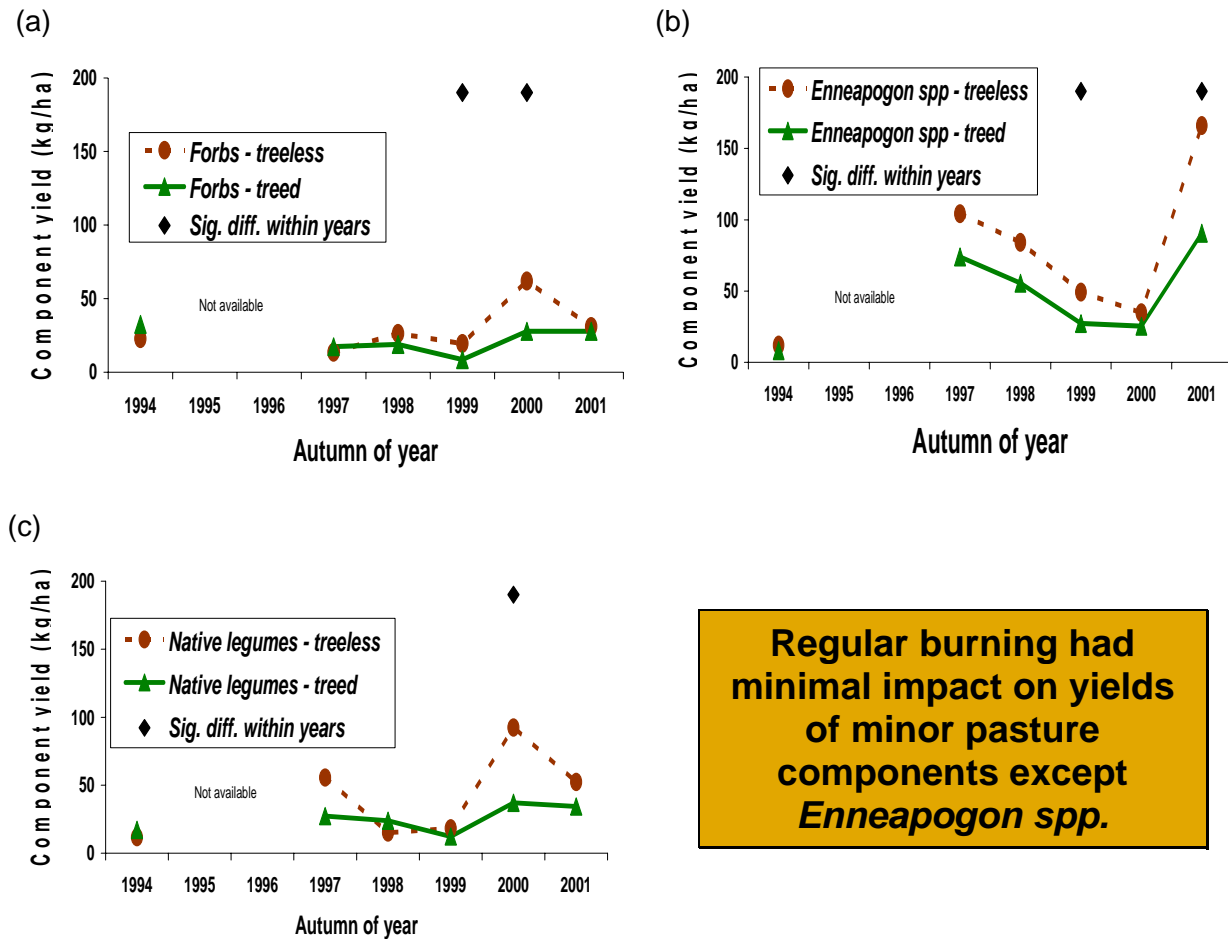 (a)
Component yield (kg/ha)
200
150
100
50
0
Forbs - treeless
Forbs - treed
Sig. diff. within years
Not available
1994 1995 1996 1997 1998 1999 2000 2001
Autumn of year
(b)
Component yield (kg/ha)
200
150
100
50
0
Enneapogon spp - treeless
Enneapogon spp - treed
Sig. diff. within years
Not available
1994 1995 1996 1997 1998 1999 2000 2001
Autumn of year
(c)
Component yield (kg/ha)
200
150
100
50
0
Native legumes - treeless
Native legumes - treed
Sig. diff. within years
Not available
1994 1995 1996 1997 1998 1999 2000 2001
Autumn of year
Regular burning had
minimal impact on yields
of minor pasture
components except
Enneapogon spp.